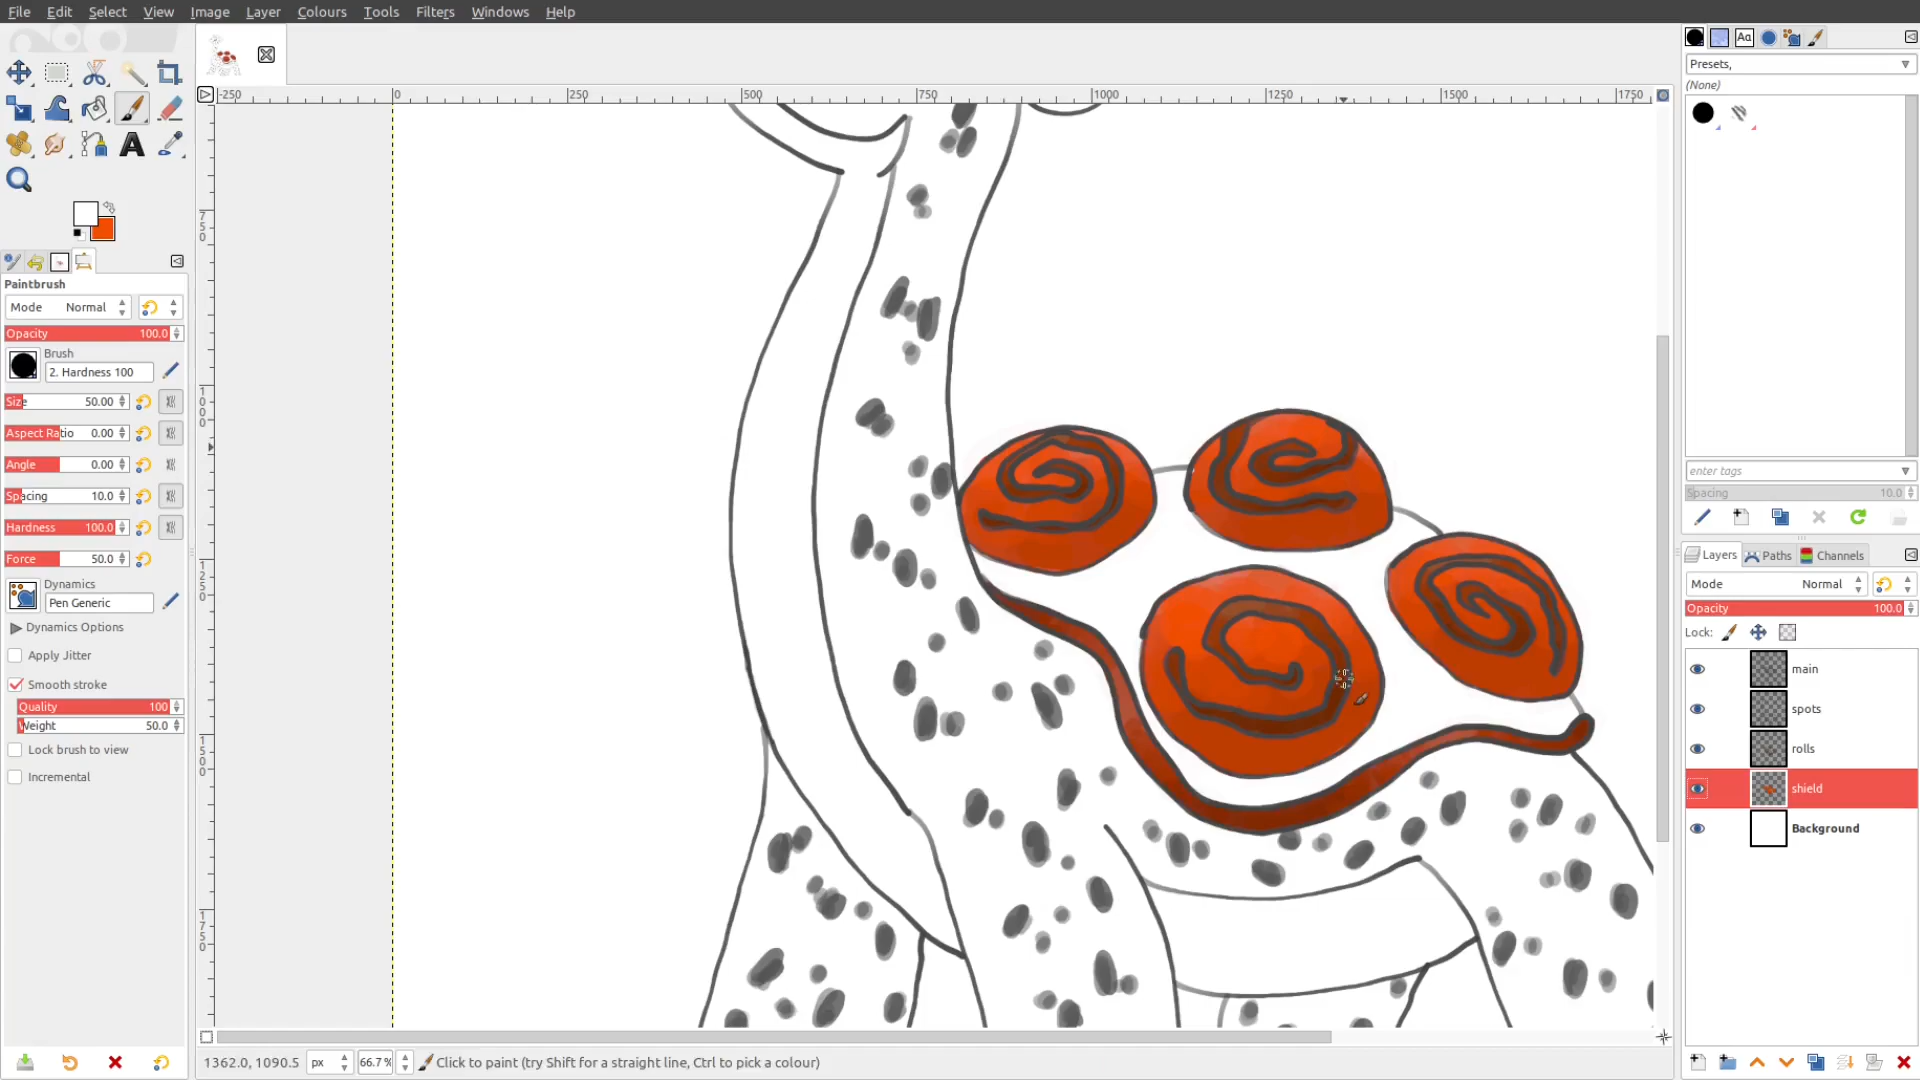 File Edit Select View Image Layer Colours Tools Filters Windows Help
-250 0 250 500 750 1000 1250 1500 1750
Presets,
(None)
Paintbrush
Mode Normal
Opacity 100.0
Brush
2. Hardness 100
Size 50.00
Aspect Ratio 0.00
Angle 0.00
Spacing 10.0
Hardness 100.0
Force 50.0
Dynamics
Pen Generic
Dynamics Options
Apply Jitter
Smooth stroke
Quality 100
Weight 50.0
Lock brush to view
Incremental
750
1000
1250
1500
1750
enter tags
Spacing 10.0
Layers Paths Channels
Mode Normal
Opacity 100.0
Lock:
main
spots
rolls
shield
Background
1362.0, 1090.5 px 66.7% Click to paint (try Shift for a straight line, Ctrl to pick a colour)